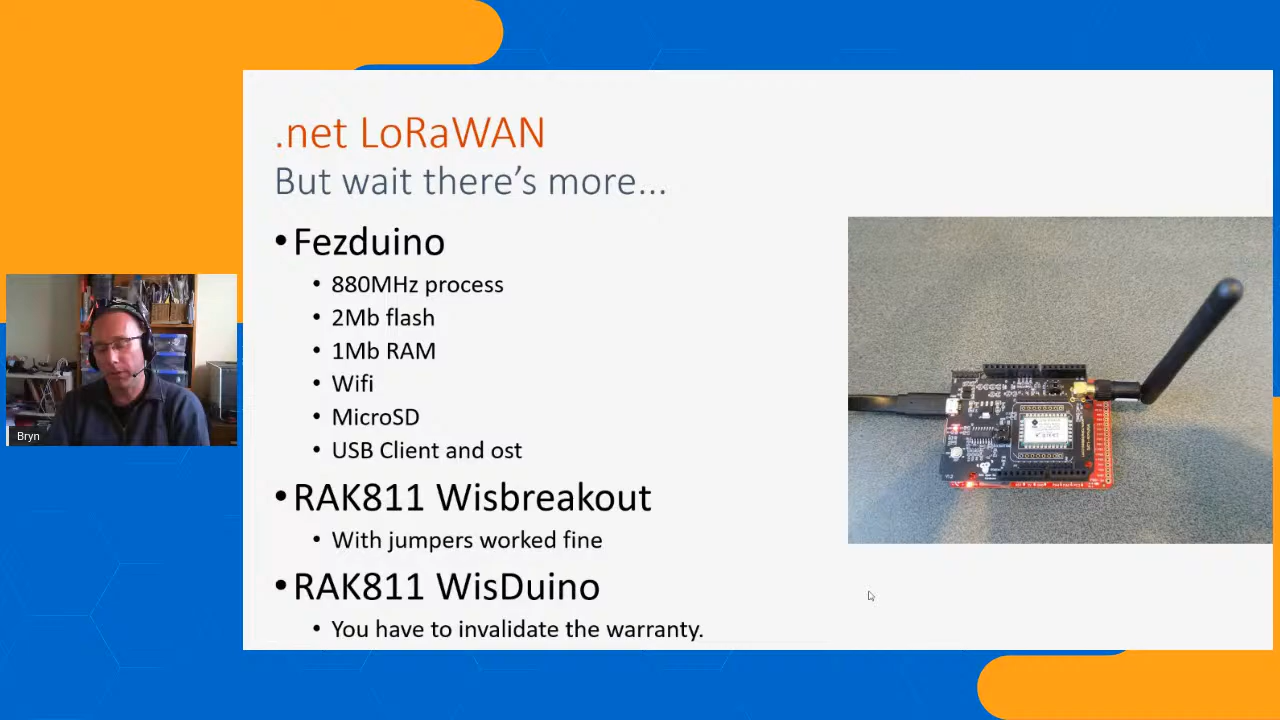 .net LoRaWAN
But wait there's more...
•Fezduino
• 880MHz process
• 2Mb flash
• 1Mb RAM
• Wifi
• MicroSD
• USB Client and ost
•RAK811 Wisbreakout
• With jumpers worked fine
•RAK811 WisDuino
• You have to invalidate the warranty.
Bryn